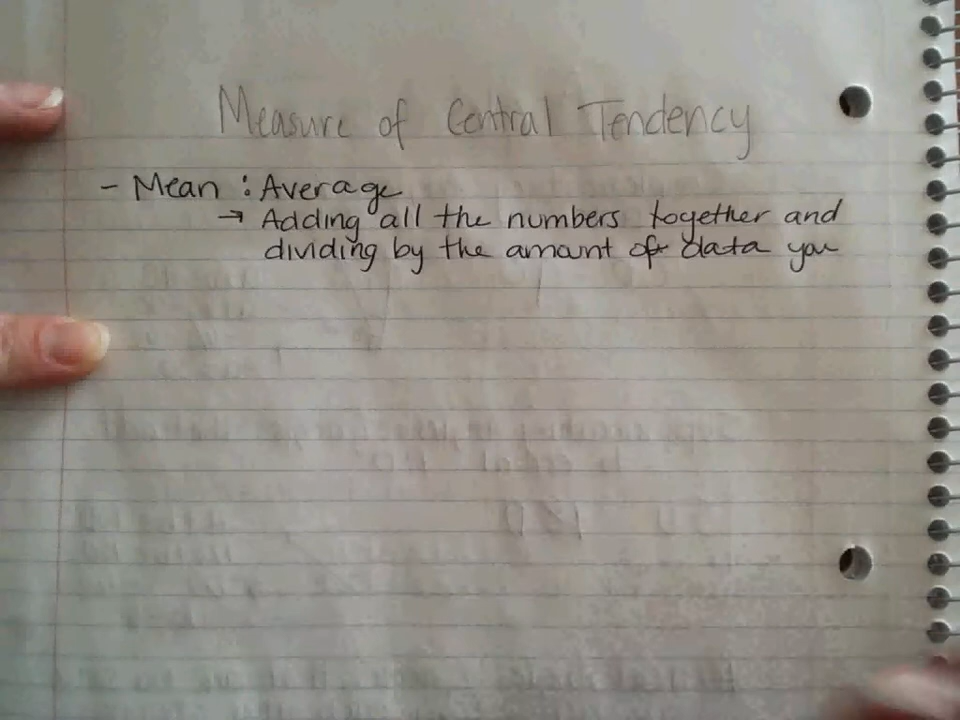 Measure of Central Tendency
- Mean : Average
→ Adding all the numbers together and
dividing by the amount of data you